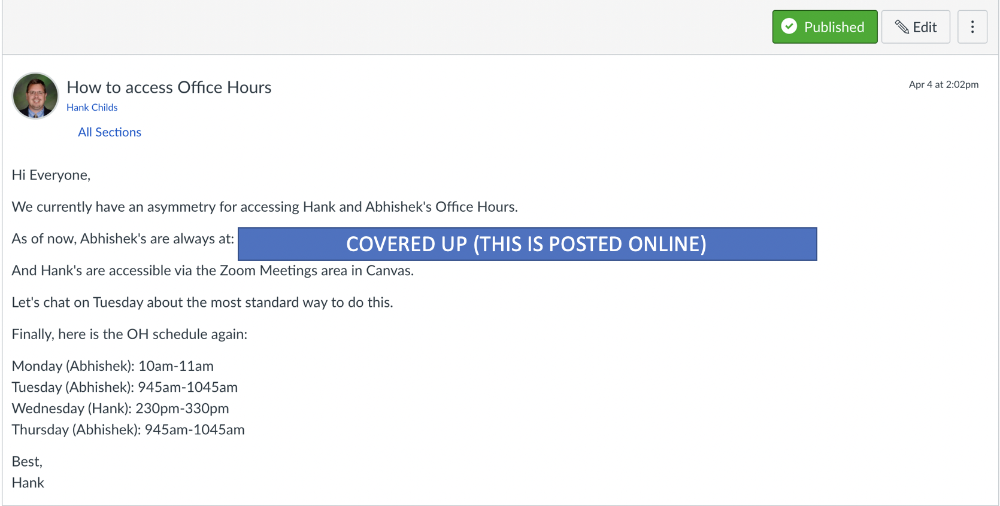 Published
Edit
How to access Office Hours
Apr 4 at 2:02pm
Hank Childs
All Sections
Hi Everyone,
We currently have an asymmetry for accessing Hank and Abhishek's Office Hours.
As of now, Abhishek's are always at: COVERED UP (THIS IS POSTED ONLINE)
And Hank's are accessible via the Zoom Meetings area in Canvas.
Let's chat on Tuesday about the most standard way to do this.
Finally, here is the OH schedule again:
Monday (Abhishek): 10am-11am
Tuesday (Abhishek): 945am-1045am
Wednesday (Hank): 230pm-330pm
Thursday (Abhishek): 945am-1045am
Best,
Hank